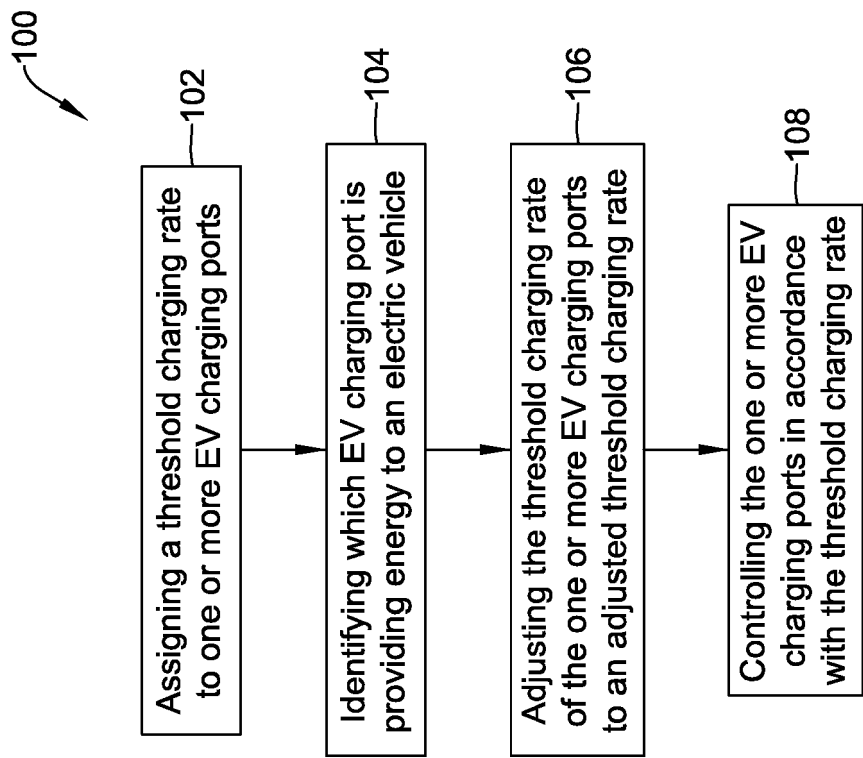 100
102
Assigning a threshold charging rate
to one or more EV charging ports
104
Identifying which EV charging port is
providing energy to an electric vehicle
106
Adjusting the threshold charging rate
of the one or more EV charging ports
to an adjusted threshold charging rate
108
Controlling the one or more EV
charging ports in accordance
with the threshold charging rate